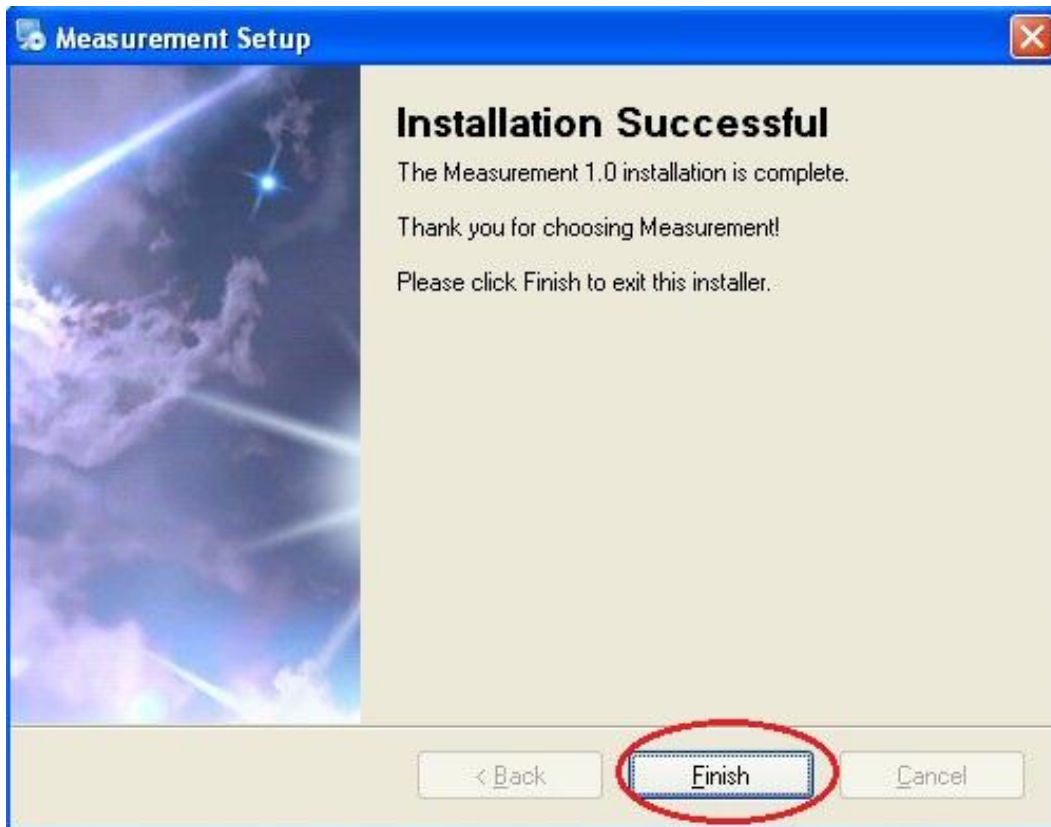 Measurement Setup
Installation Successful
The Measurement 1.0 installation is complete.
Thank you for choosing Measurement!
Please click Finish to exit this installer.
< Back
Finish
Cancel